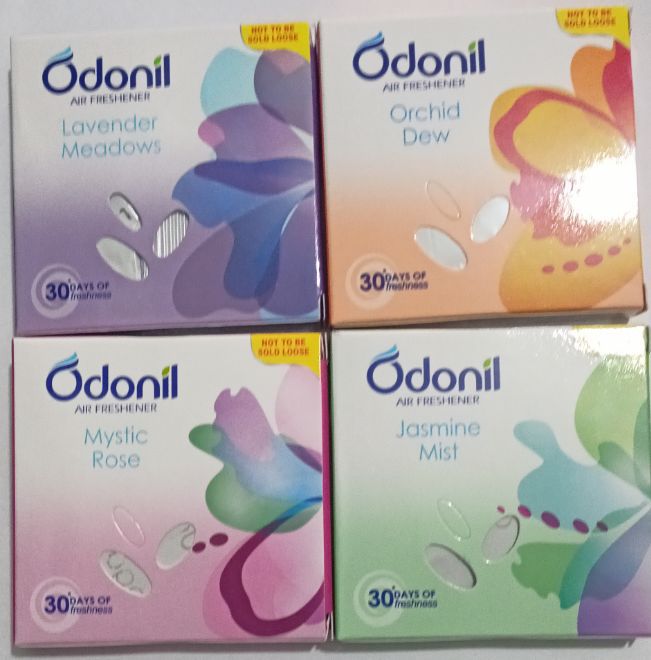 NOT TO BE
SOLD LOOSE
Odonil
AIR FRESHENER
Lavender
Meadows
30 DAYS OF
freshness
NOT TO BE
SOLD LOOSE
Odonil
AIR FRESHENER
Orchid
Dew
30 DAYS OF
freshness
NOT TO BE
SOLD LOOSE
Odonil
AIR FRESHENER
Mystic
Rose
30 DAYS OF
freshness
Odonil
AIR FRESHENER
Jasmine
Mist
30 DAYS OF
freshness